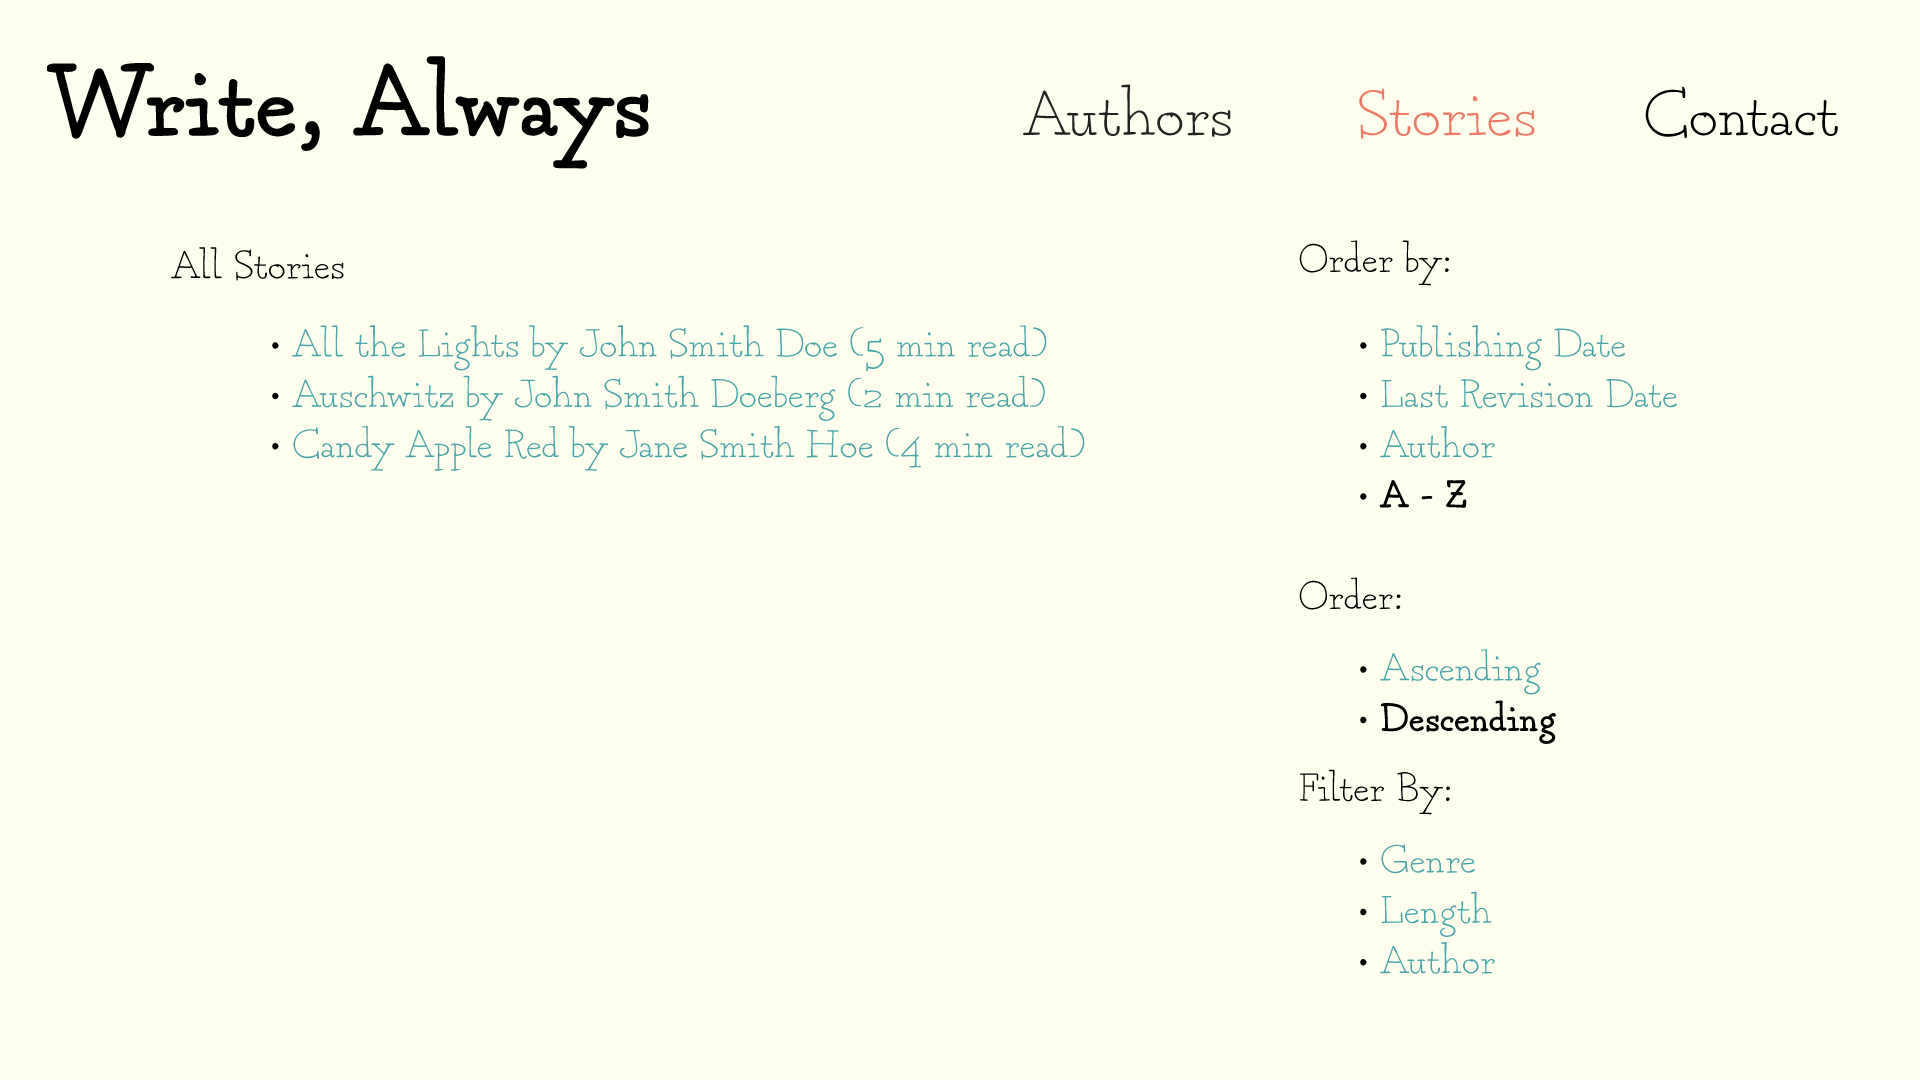 Write, Always
Authors
Stories
Contact
All Stories
• All the Lights by John Smith Doe (5 min read)
• Auschwitz by John Smith Doeberg (2 min read)
• Candy Apple Red by Jane Smith Hoe (4 min read)
Order by:
• Publishing Date
• Last Revision Date
• Author
• A - Z
Order:
• Ascending
• Descending
Filter By:
• Genre
• Length
• Author